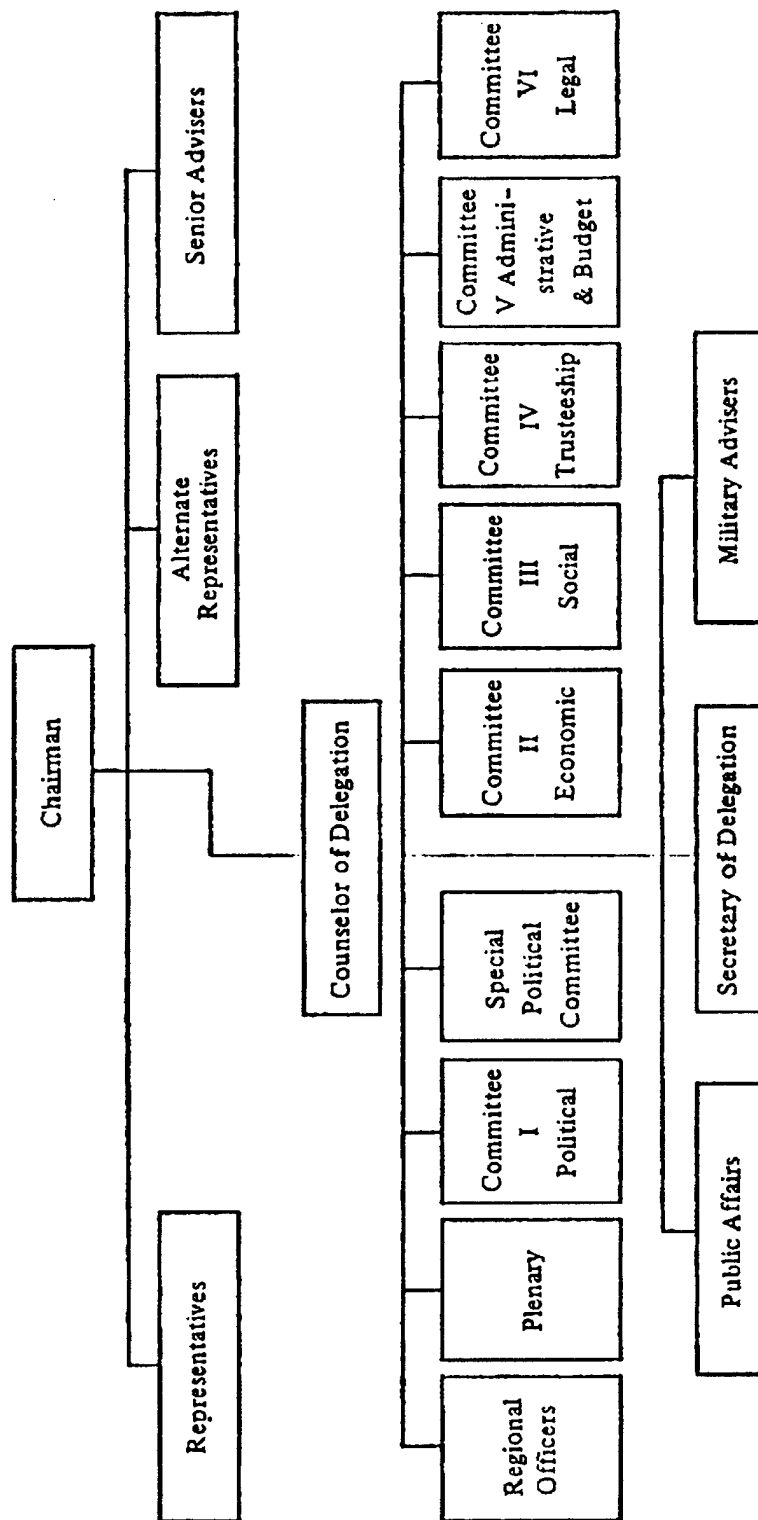 Chairman
Representatives
Alternate
Representatives
Senior Advisers
Counselor of Delegation
Regional
Officers
Plenary
Committee
I
Political
Special
Political
Committee
Committee
II
Economic
Committee
III
Social
Committee
IV
Trusteeship
Committee
V Admini-
strative
& Budget
Committee
VI
Legal
Public Affairs
Secretary of Delegation
Military Advisers